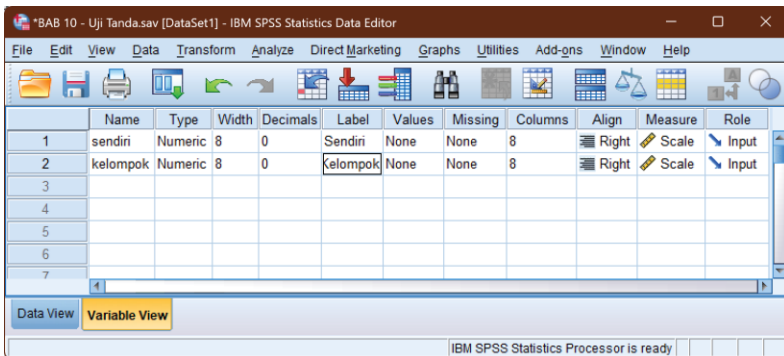 *BAB 10 - Uji Tanda.sav [DataSet1] - IBM SPSS Statistics Data Editor
File Edit View Data Transform Analyze Direct Marketing Graphs Utilities Add-ons Window Help
Name Type Width Decimals Label Values Missing Columns Align Measure Role
1 sendiri Numeric 8 0 Sendiri None None 8 Right Scale Input
2 kelompok Numeric 8 0 Kelompok None None 8 Right Scale Input
3
4
5
6
7
Data View Variable View
IBM SPSS Statistics Processor is ready